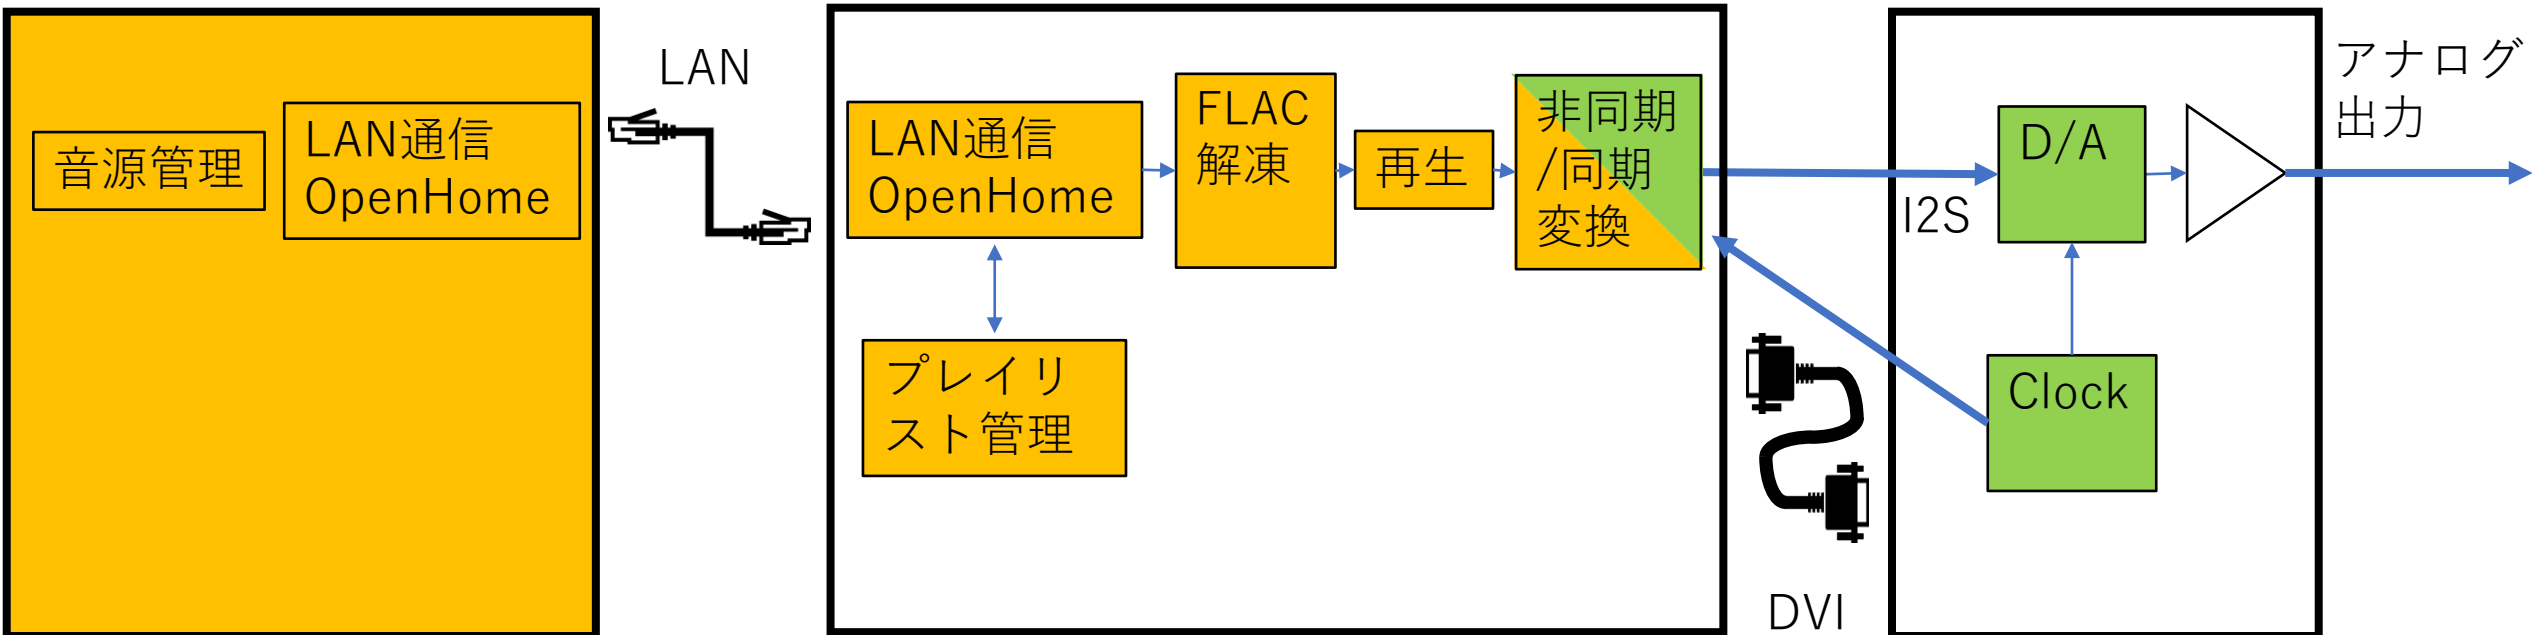 音源管理
LAN通信
OpenHome
LAN
LAN通信
OpenHome
プレイリ
スト管理
FLAC
解凍
再生
非同期
/同期
変換
I2S
DVI
D/A
Clock
アナログ
出力